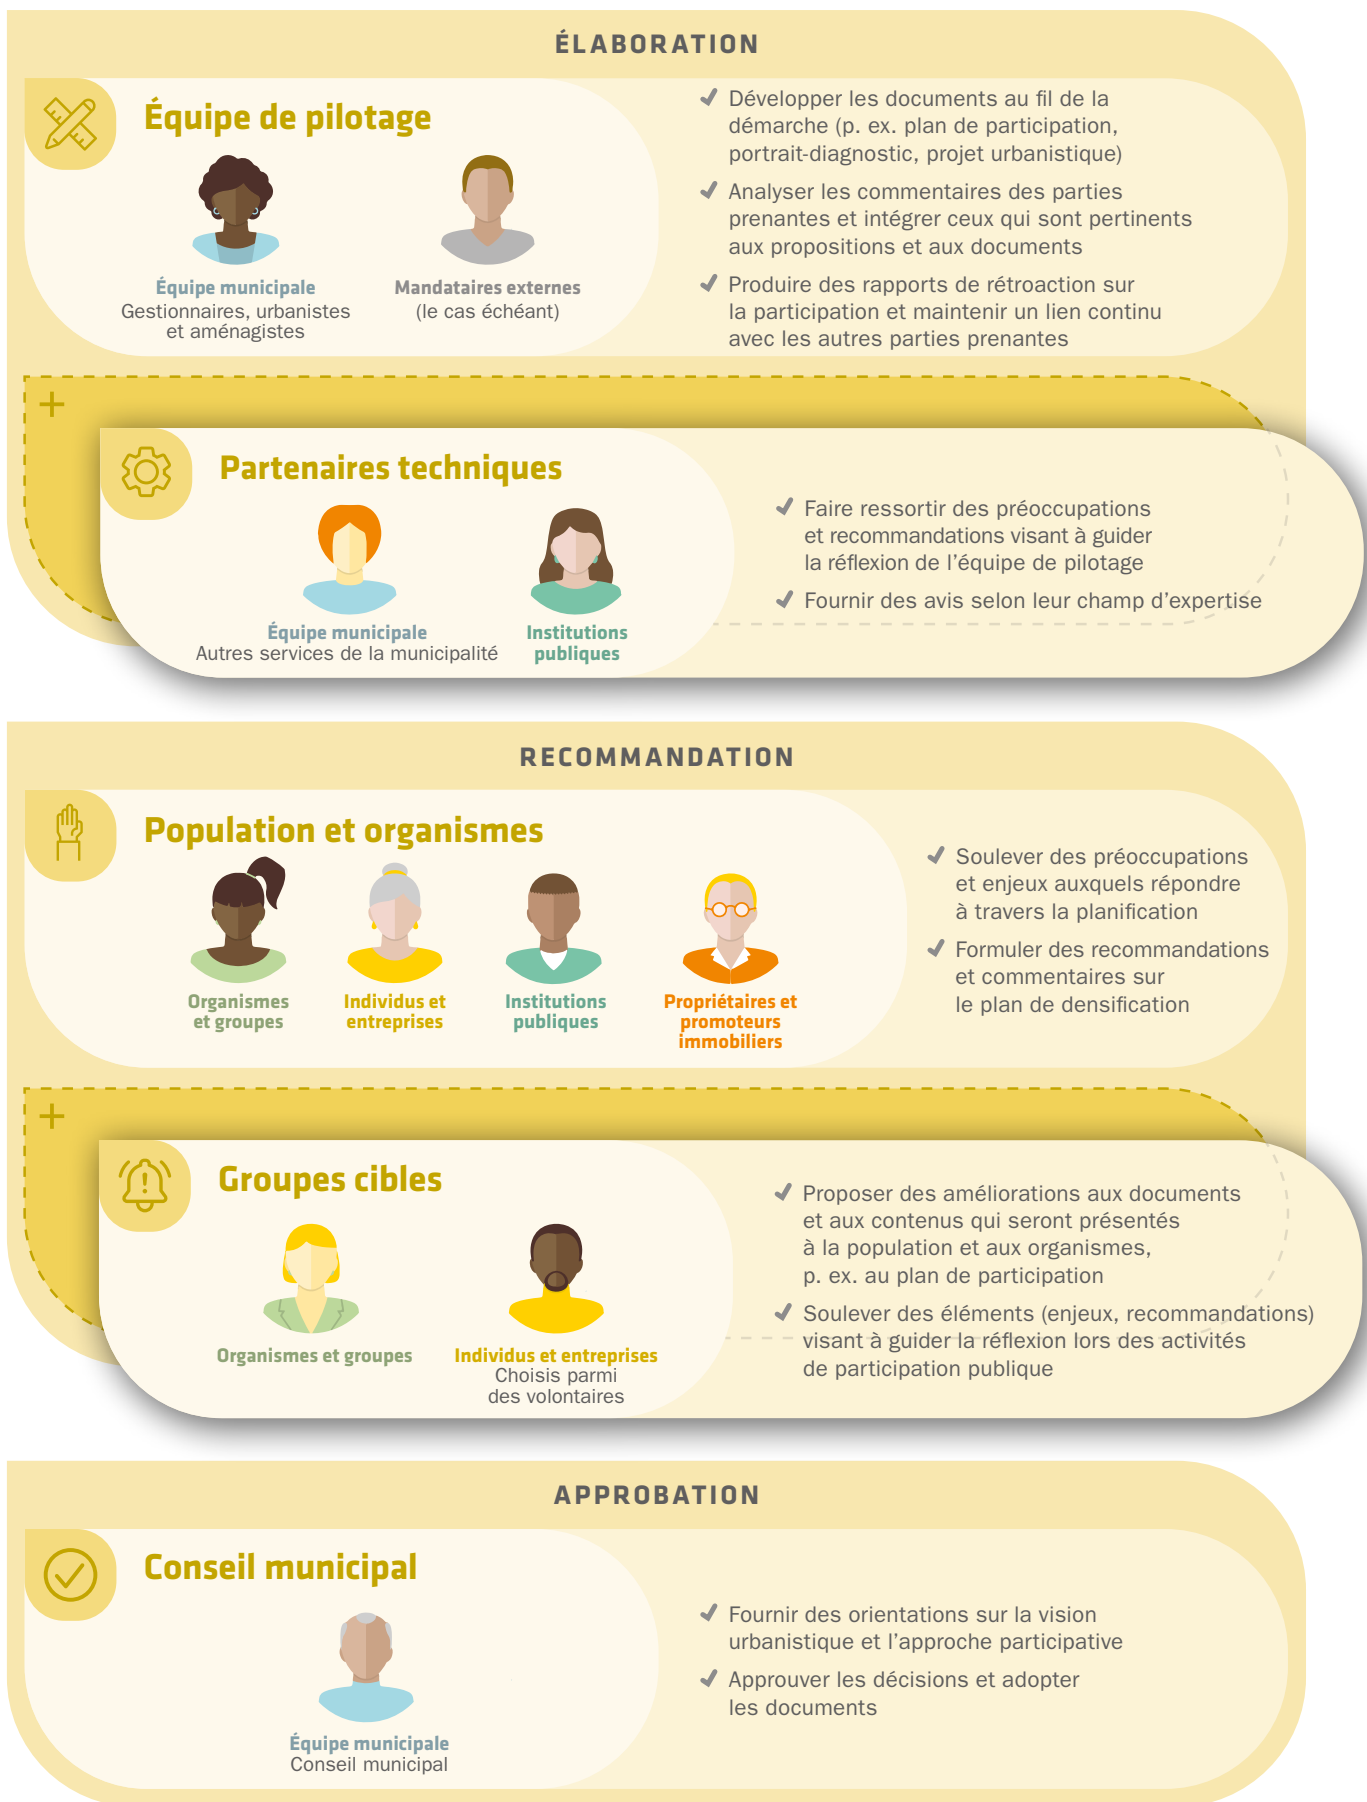 ÉLABORATION
Équipe de pilotage
Équipe municipale
Gestionnaires, urbanistes
et aménagistes
Mandataires externes
(le cas échéant)
Développer les documents au fil de la
démarche (p. ex. plan de participation,
portrait-diagnostic, projet urbanistique)
Analyser les commentaires des parties
prenantes et intégrer ceux qui sont pertinents
aux propositions et aux documents
Produire des rapports de rétroaction sur
la participation et maintenir un lien continu
avec les autres parties prenantes
+
Partenaires techniques
Équipe municipale
Autres services de la municipalité
Institutions
publiques
Faire ressortir des préoccupations
et recommandations visant à guider
la réflexion de l'équipe de pilotage
Fournir des avis selon leur champ d'expertise
RECOMMANDATION
Population et organismes
Organismes
et groupes
Individus et
entreprises
Institutions
publiques
Propriétaires et
promoteurs
immobiliers
Soulever des préoccupations
et enjeux auxquels répondre
à travers la planification
Formuler des recommandations
et commentaires sur
le plan de densification
+
Groupes cibles
Organismes et groupes
Individus et entreprises
Choisis parmi
des volontaires
Proposer des améliorations aux documents
et aux contenus qui seront présentés
à la population et aux organismes,
p. ex. au plan de participation
Soulever des éléments (enjeux, recommandations)
visant à guider la réflexion lors des activités
de participation publique
APPROBATION
Conseil municipal
Équipe municipale
Conseil municipal
Fournir des orientations sur la vision
urbanistique et l'approche participative
Approuver les décisions et adopter
les documents